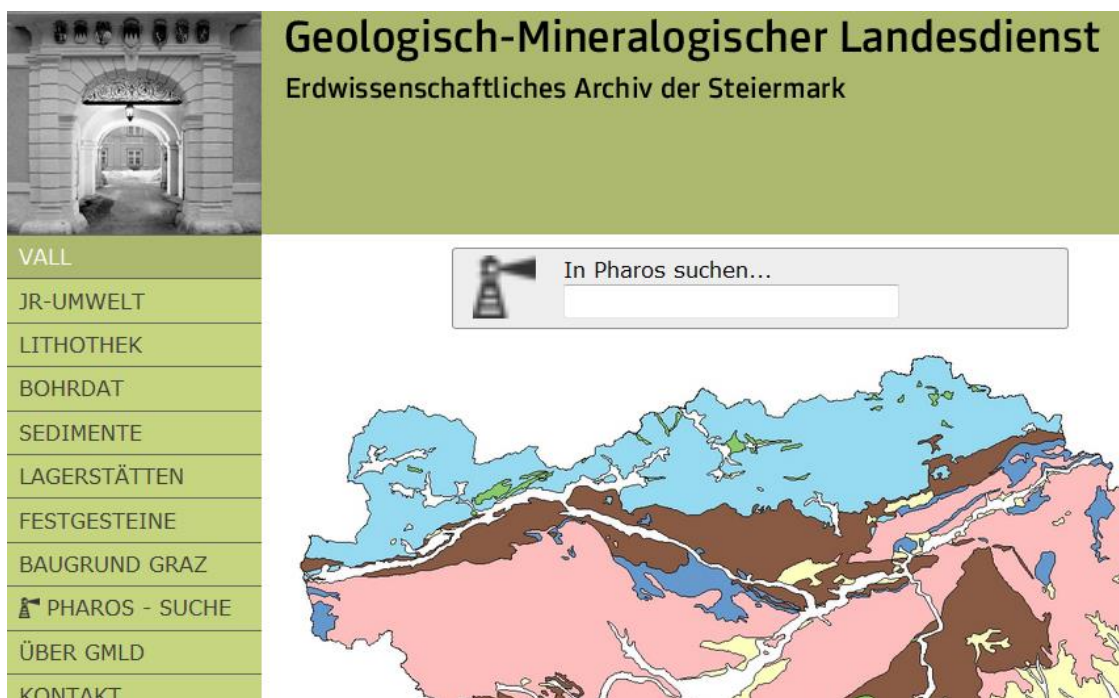 Geologisch-Mineralogischer Landesdienst
Erdwissenschaftliches Archiv der Steiermark
VALL
JR-UMWELT
LITHOTHEK
BOHRDAT
SEDIMENTE
LAGERSTÄTTEN
FESTGESTEINE
BAUGRUND GRAZ
PHAROS - SUCHE
ÜBER GMLD
KONTAKT
In Pharos suchen...